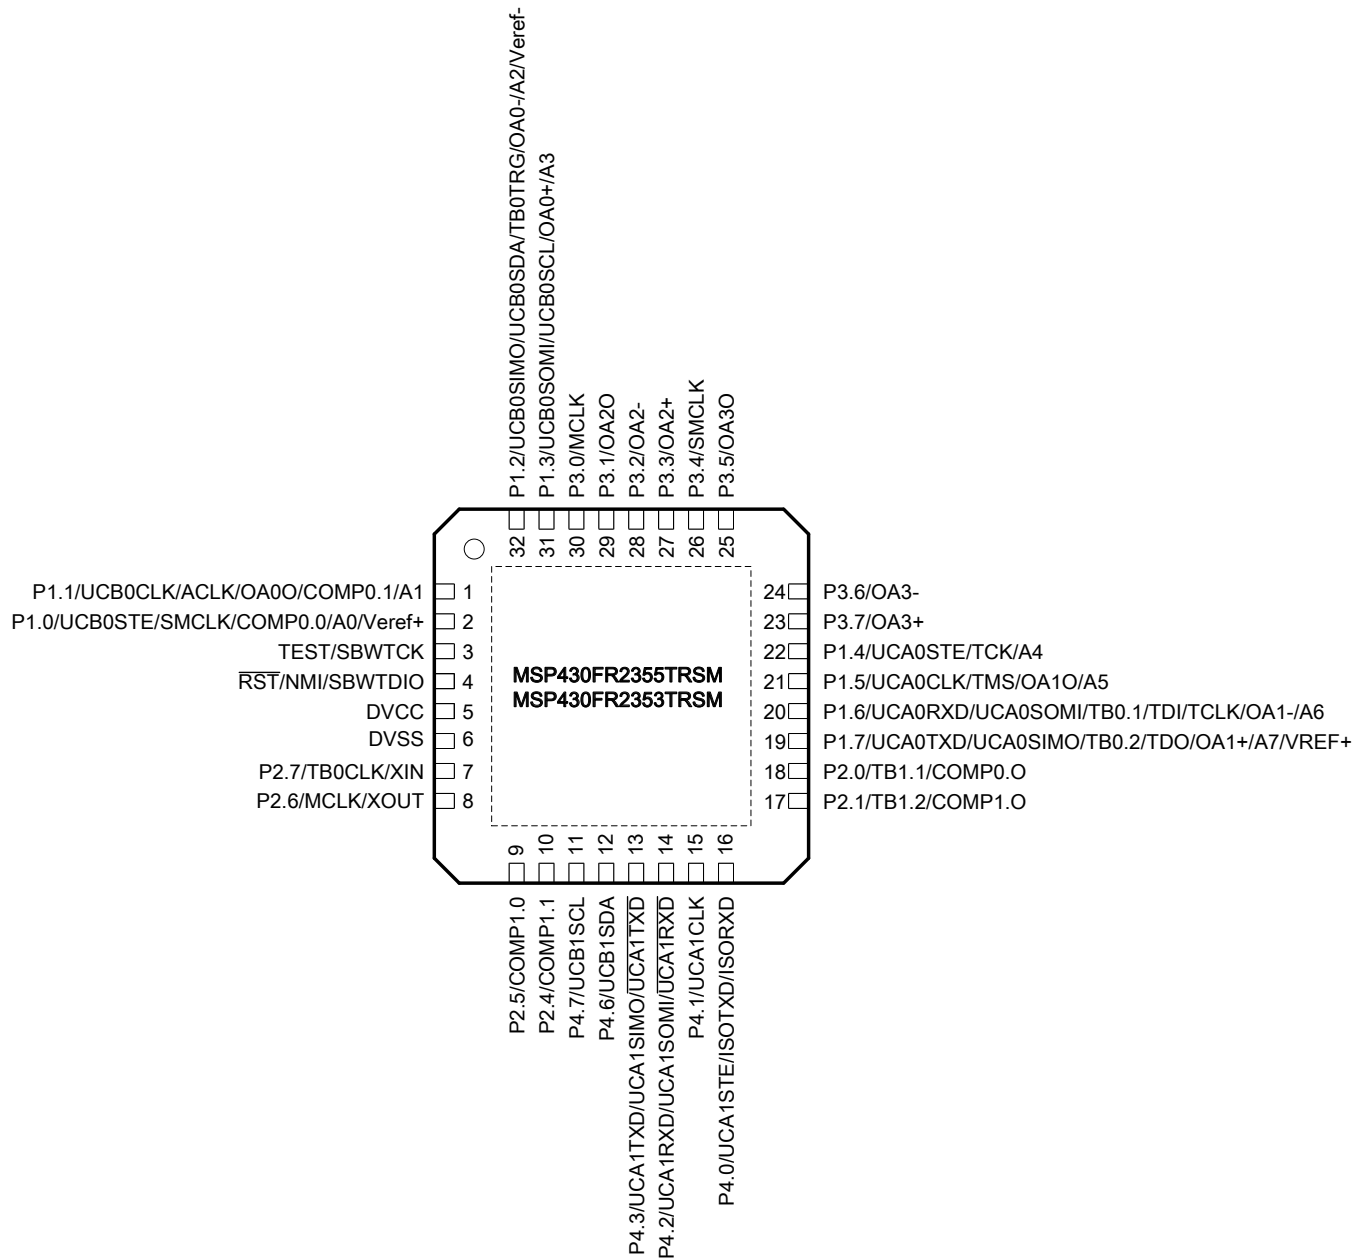 P1.2/UCB0SIMO/UCB0SDA/TB0TRG/OA0-/A2/Veref-
P1.3/UCB0SOMI/UCB0SCL/OA0+/A3
P3.0/MCLK
P3.1/OA2O
P3.2/OA2-
P3.3/OA2+
P3.4/SMCLK
P3.5/OA3O
32
31
30
29
28
27
26
25
P1.1/UCB0CLK/ACLK/OA0O/COMP0.1/A1 1
P1.0/UCB0STE/SMCLK/COMP0.0/A0/Veref+ 2
TEST/SBWTCK 3
RST/NMI/SBWTDIO 4
DVCC 5
DVSS 6
P2.7/TB0CLK/XIN 7
P2.6/MCLK/XOUT 8
MSP430FR2355TRSM
MSP430FR2353TRSM
24 P3.6/OA3-
23 P3.7/OA3+
22 P1.4/UCA0STE/TCK/A4
21 P1.5/UCA0CLK/TMS/OA1O/A5
20 P1.6/UCA0RXD/UCA0SOMI/TB0.1/TDI/TCLK/OA1-/A6
19 P1.7/UCA0TXD/UCA0SIMO/TB0.2/TDO/OA1+/A7/VREF+
18 P2.0/TB1.1/COMP0.O
17 P2.1/TB1.2/COMP1.O
9
10
11
12
13
14
15
16
P2.5/COMP1.0
P2.4/COMP1.1
P4.7/UCB1SCL
P4.6/UCB1SDA
P4.3/UCA1TXD/UCA1SIMO/UCA1TXD
P4.2/UCA1RXD/UCA1SOMI/UCA1RXD
P4.1/UCA1CLK
P4.0/UCA1STE/ISOTXD/ISORXD